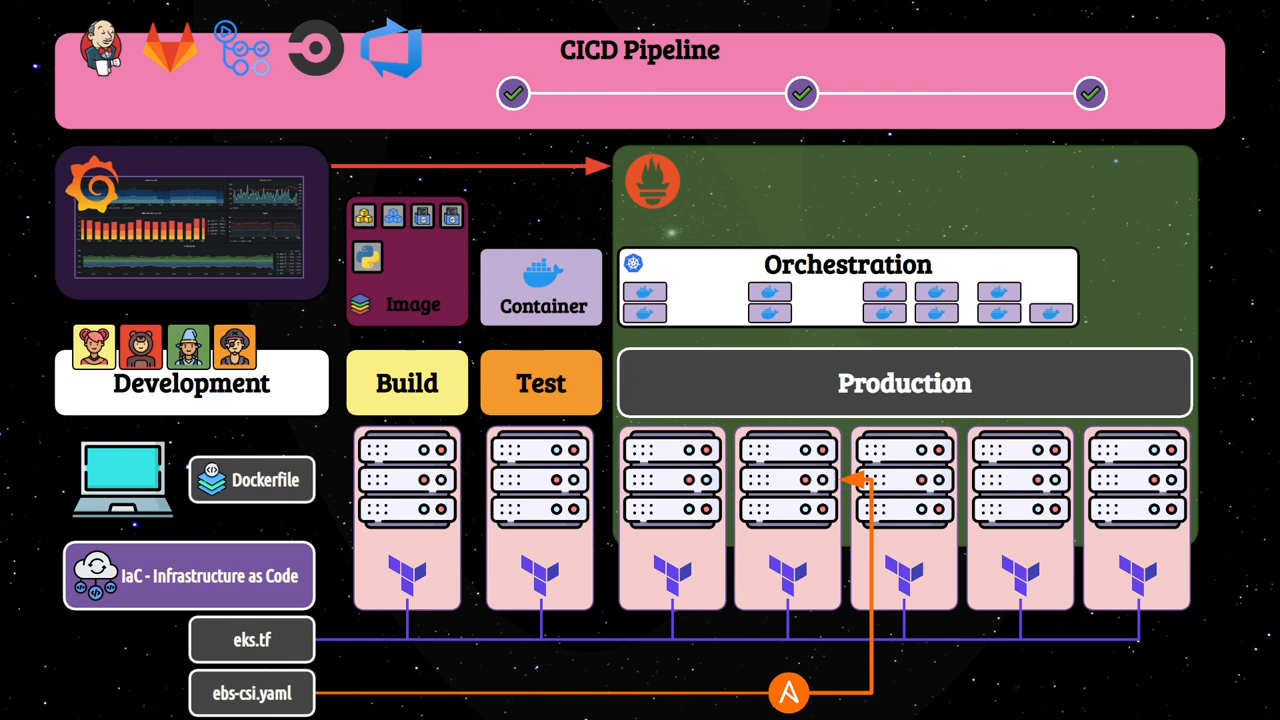 CICD Pipeline
Image
Container
Orchestration
Development
Build
Test
Production
Dockerfile
IaC - Infrastructure as Code
eks.tf
ebs-csi.yaml